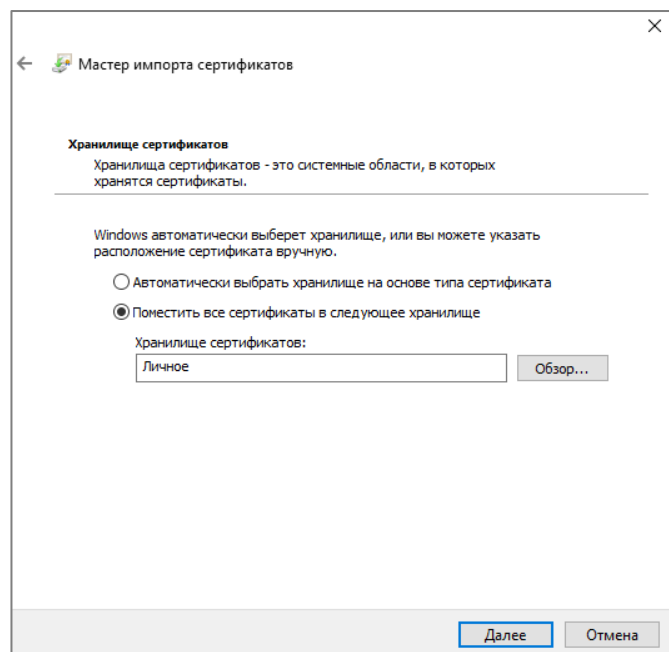 Мастер импорта сертификатов
Хранилище сертификатов
Хранилища сертификатов - это системные области, в которых
хранятся сертификаты.
Windows автоматически выберет хранилище, или вы можете указать
расположение сертификата вручную.
Автоматически выбрать хранилище на основе типа сертификата
Поместить все сертификаты в следующее хранилище
Хранилище сертификатов:
Личное
Обзор...
Далее
Отмена